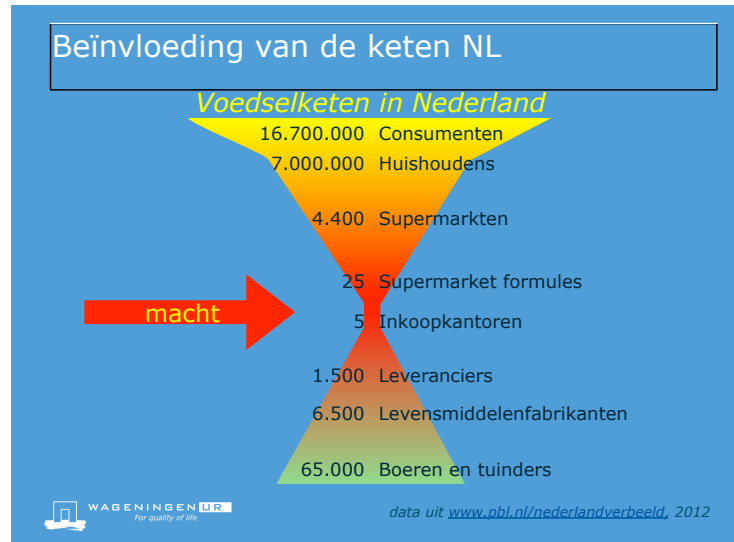 Beïnvloeding van de keten NL
Voedselketen in Nederland
16.700.000 Consumenten
7.000.000 Huishoudens
4.400 Supermarkten
25 Supermarket formules
macht
5 Inkoopkantoren
1.500 Leveranciers
6.500 Levensmiddelenfabrikanten
65.000 Boeren en tuinders
WAGENINGEN UR
For quality of life
data uit www.pbl.nl/nederlandverbeeld, 2012